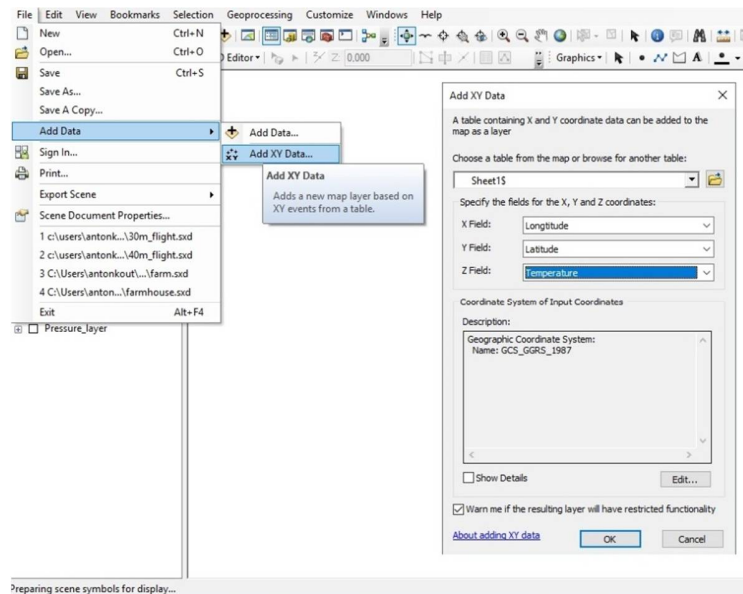 File Edit View Bookmarks Selection Geoprocessing Customize Windows Help
New Ctrl+N
Open... Ctrl+O
Save Ctrl+S
Save As...
Save A Copy...
Add Data
Sign In...
Print...
Export Scene
Scene Document Properties...
1 c:\users\antonk...\30m_flight.sxd
2 c:\users\antonk...\40m_flight.sxd
3 C:\Users\antonkout\...\farm.sxd
4 C:\Users\anton...\farmhouse.sxd
Exit Alt+F4
Pressure_layer
Editor
0.000
Graphics
Add Data...
Add XY Data...
Add XY Data
Adds a new map layer based on
XY events from a table.
Add XY Data
A table containing X and Y coordinate data can be added to the
map as a layer
Choose a table from the map or browse for another table:
Sheet1$
Specify the fields for the X, Y and Z coordinates:
X Field: Longtitude
Y Field: Latitude
Z Field: Temperature
Coordinate System of Input Coordinates
Description:
Geographic Coordinate System:
Name: GCS_GGRS_1987
Show Details
Edit...
Warn me if the resulting layer will have restricted functionality
About adding XY data
OK
Cancel
Preparing scene symbols for display...